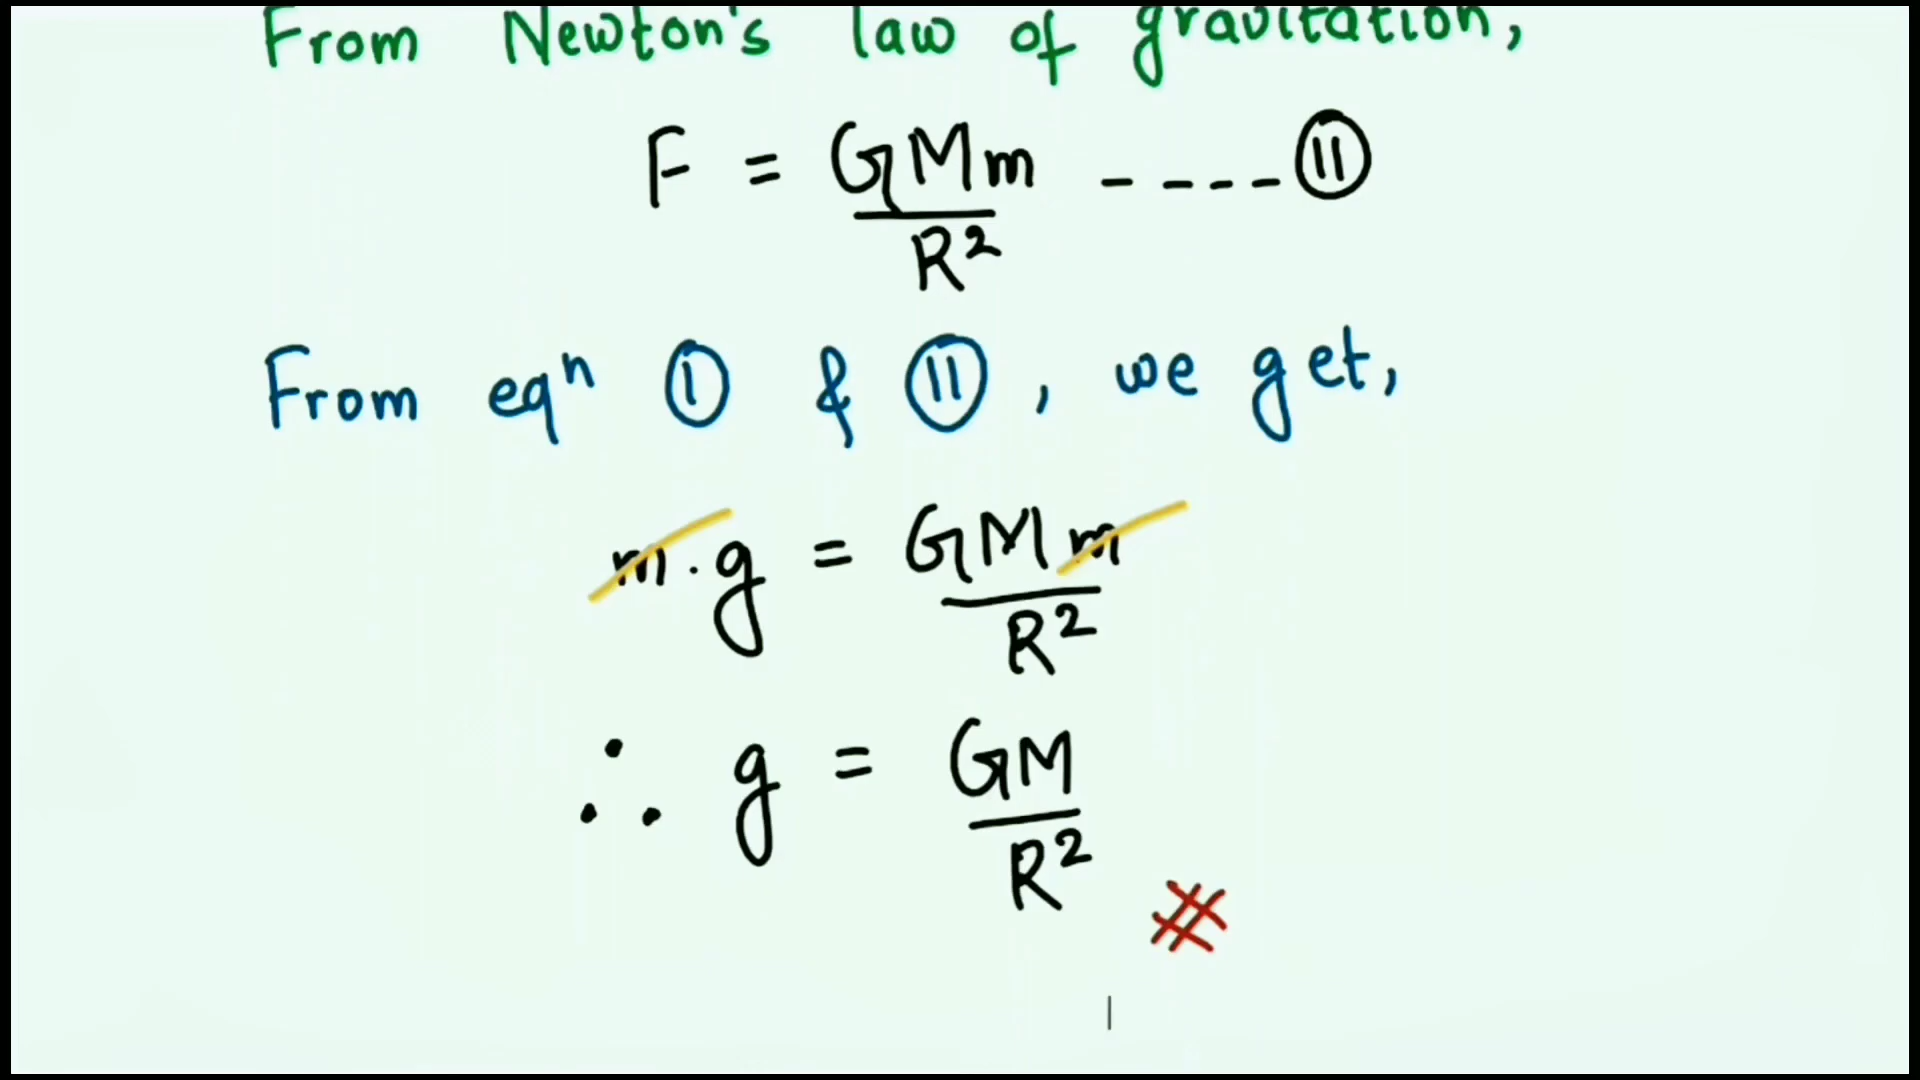 From Newton's law of gravitation,
F = GMm/R² ----Ⅱ
From eqⁿ Ⓘ & Ⅱ, we get,
m.g = GMm/R²
∴ g = GM/R²
#